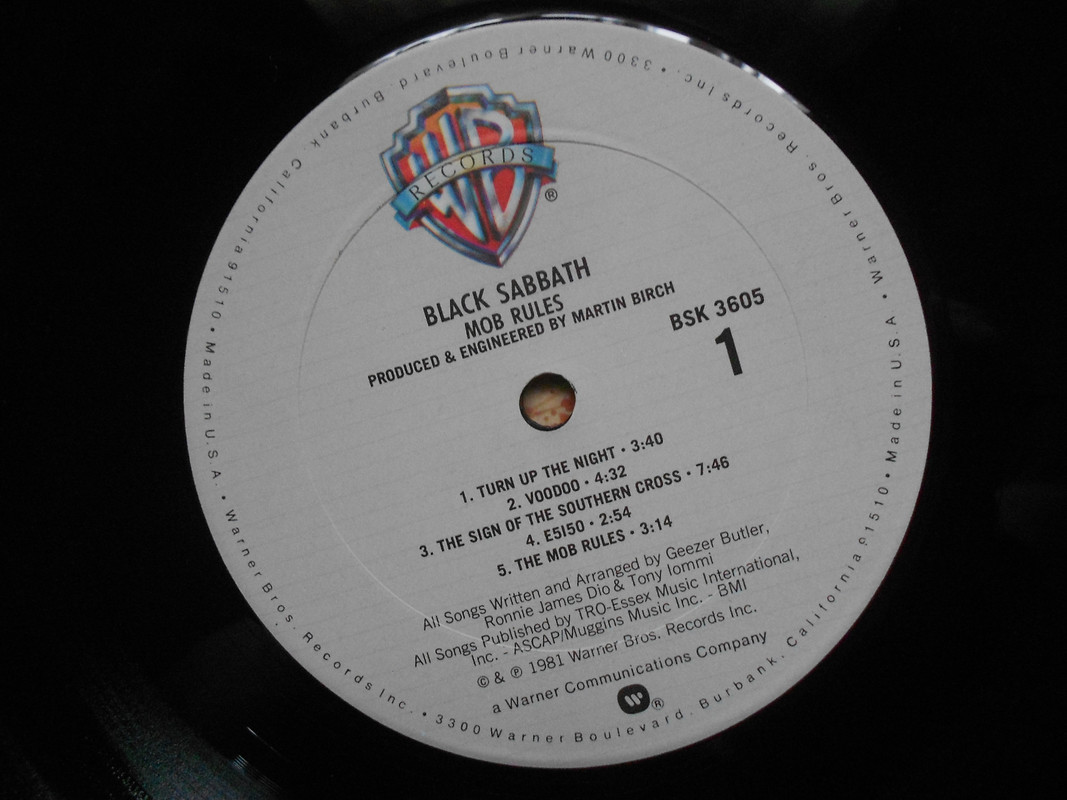 WB
RECORDS
®
BLACK SABBATH
MOB RULES
PRODUCED & ENGINEERED BY MARTIN BIRCH
BSK 3605
1
1. TURN UP THE NIGHT • 3:40
2. VOODOO • 4:32
3. THE SIGN OF THE SOUTHERN CROSS • 7:46
4. E5I50 • 2:54
5. THE MOB RULES • 3:14
All Songs Written and Arranged by Geezer Butler,
Ronnie James Dio & Tony Iommi
All Songs Published by TRO-Essex Music International,
Inc. - ASCAP/Muggins Music Inc. - BMI
© & ℗ 1981 Warner Bros. Records Inc.
a Warner Communications Company
W ®
Warner Bros. Records Inc. • 3300 Warner Boulevard. Burbank. California 91510 • Made in U.S.A. • Warner Bros. Records Inc. • 3300 Warner Boulevard. Burbank. California 91510 • Made in U.S.A •